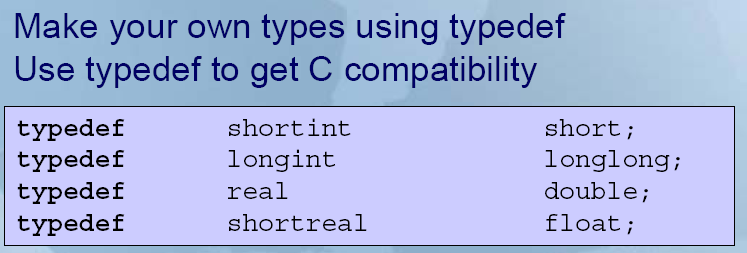 Make your own types using typedef
Use typedef to get C compatibility
typedef shortint short;
typedef longint longlong;
typedef real double;
typedef shortreal float;